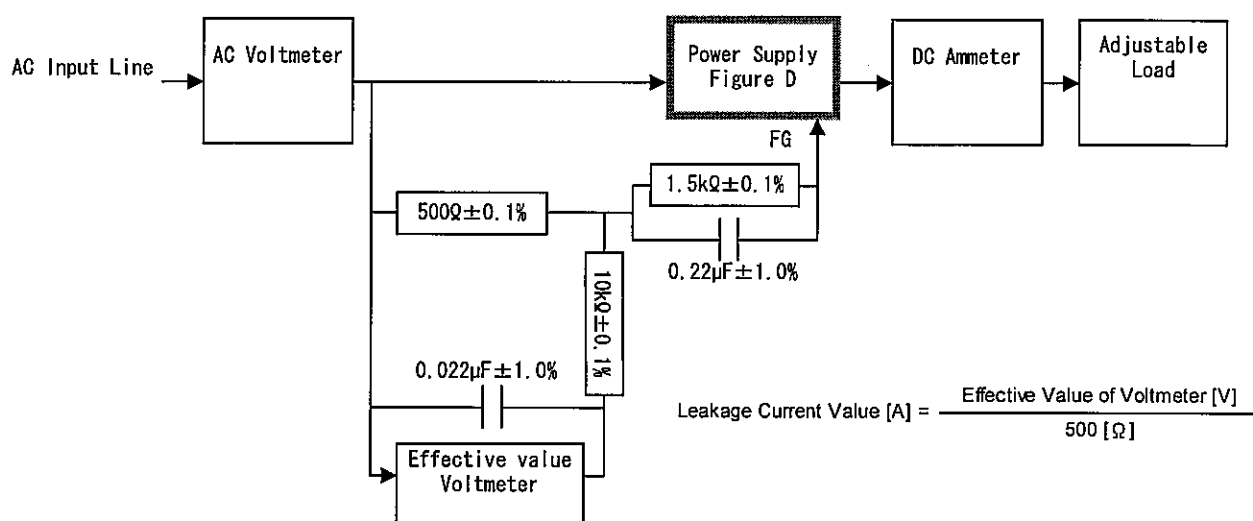 AC Input Line
AC Voltmeter
Power Supply
Figure D
DC Ammeter
Adjustable
Load
FG
1.5kΩ±0.1%
500Ω±0.1%
0.22μF±1.0%
10kΩ±0.1%
0.022μF±1.0%
Effective value
Voltmeter
Leakage Current Value [A] =
Effective Value of Voltmeter [V]
500 [Ω]